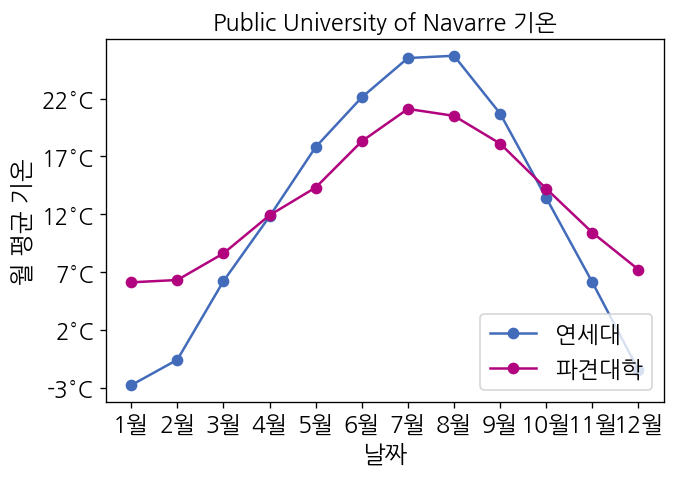 Public University of Navarre 기온
월 평균 기온
22˚C
17˚C
12˚C
7˚C
2˚C
-3˚C
연세대
파견대학
1월 2월 3월 4월 5월 6월 7월 8월 9월 10월 11월 12월
날짜